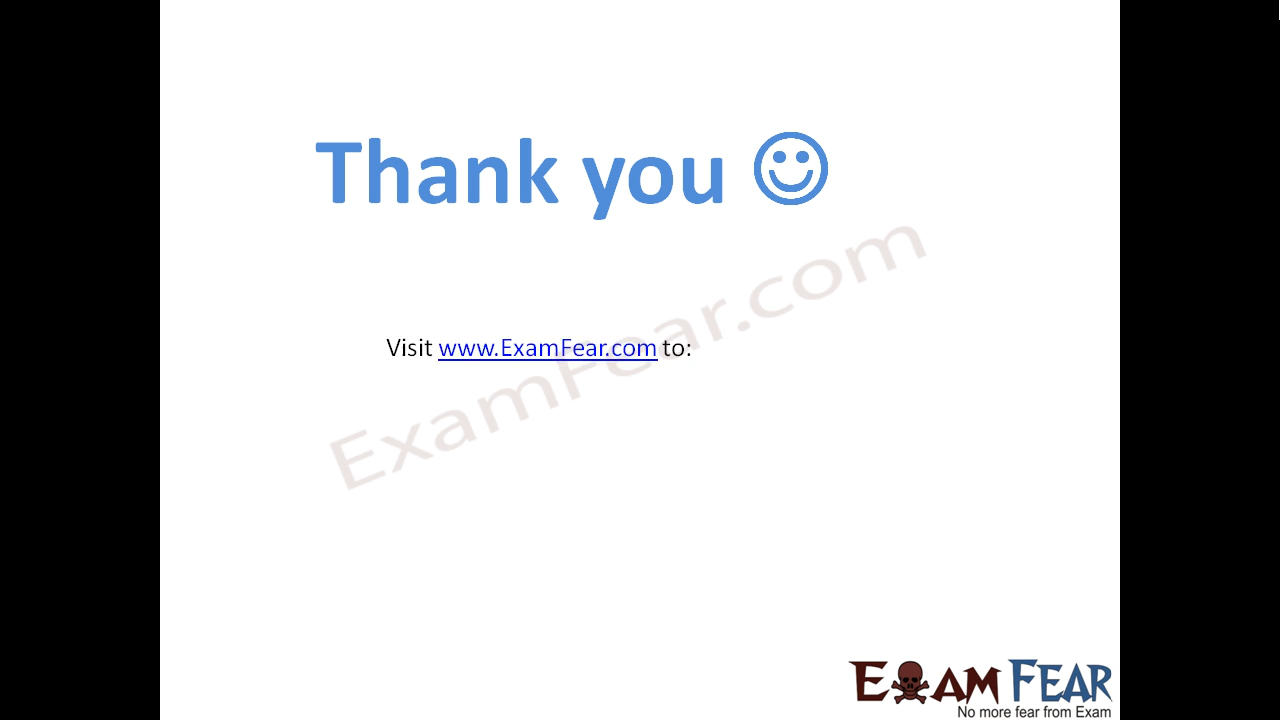 Thank you ☺
ExamFear.com
Visit www.ExamFear.com to:
EXAM FEAR
No more fear from Exam